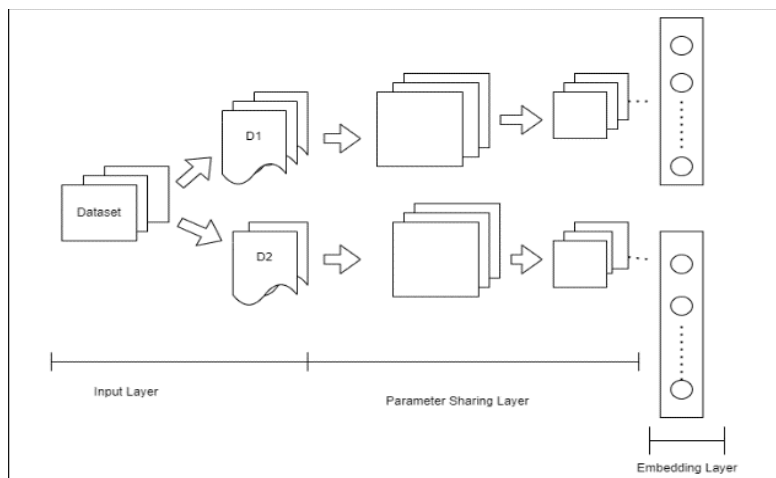 D1
Dataset
D2
Input Layer
Parameter Sharing Layer
Embedding Layer